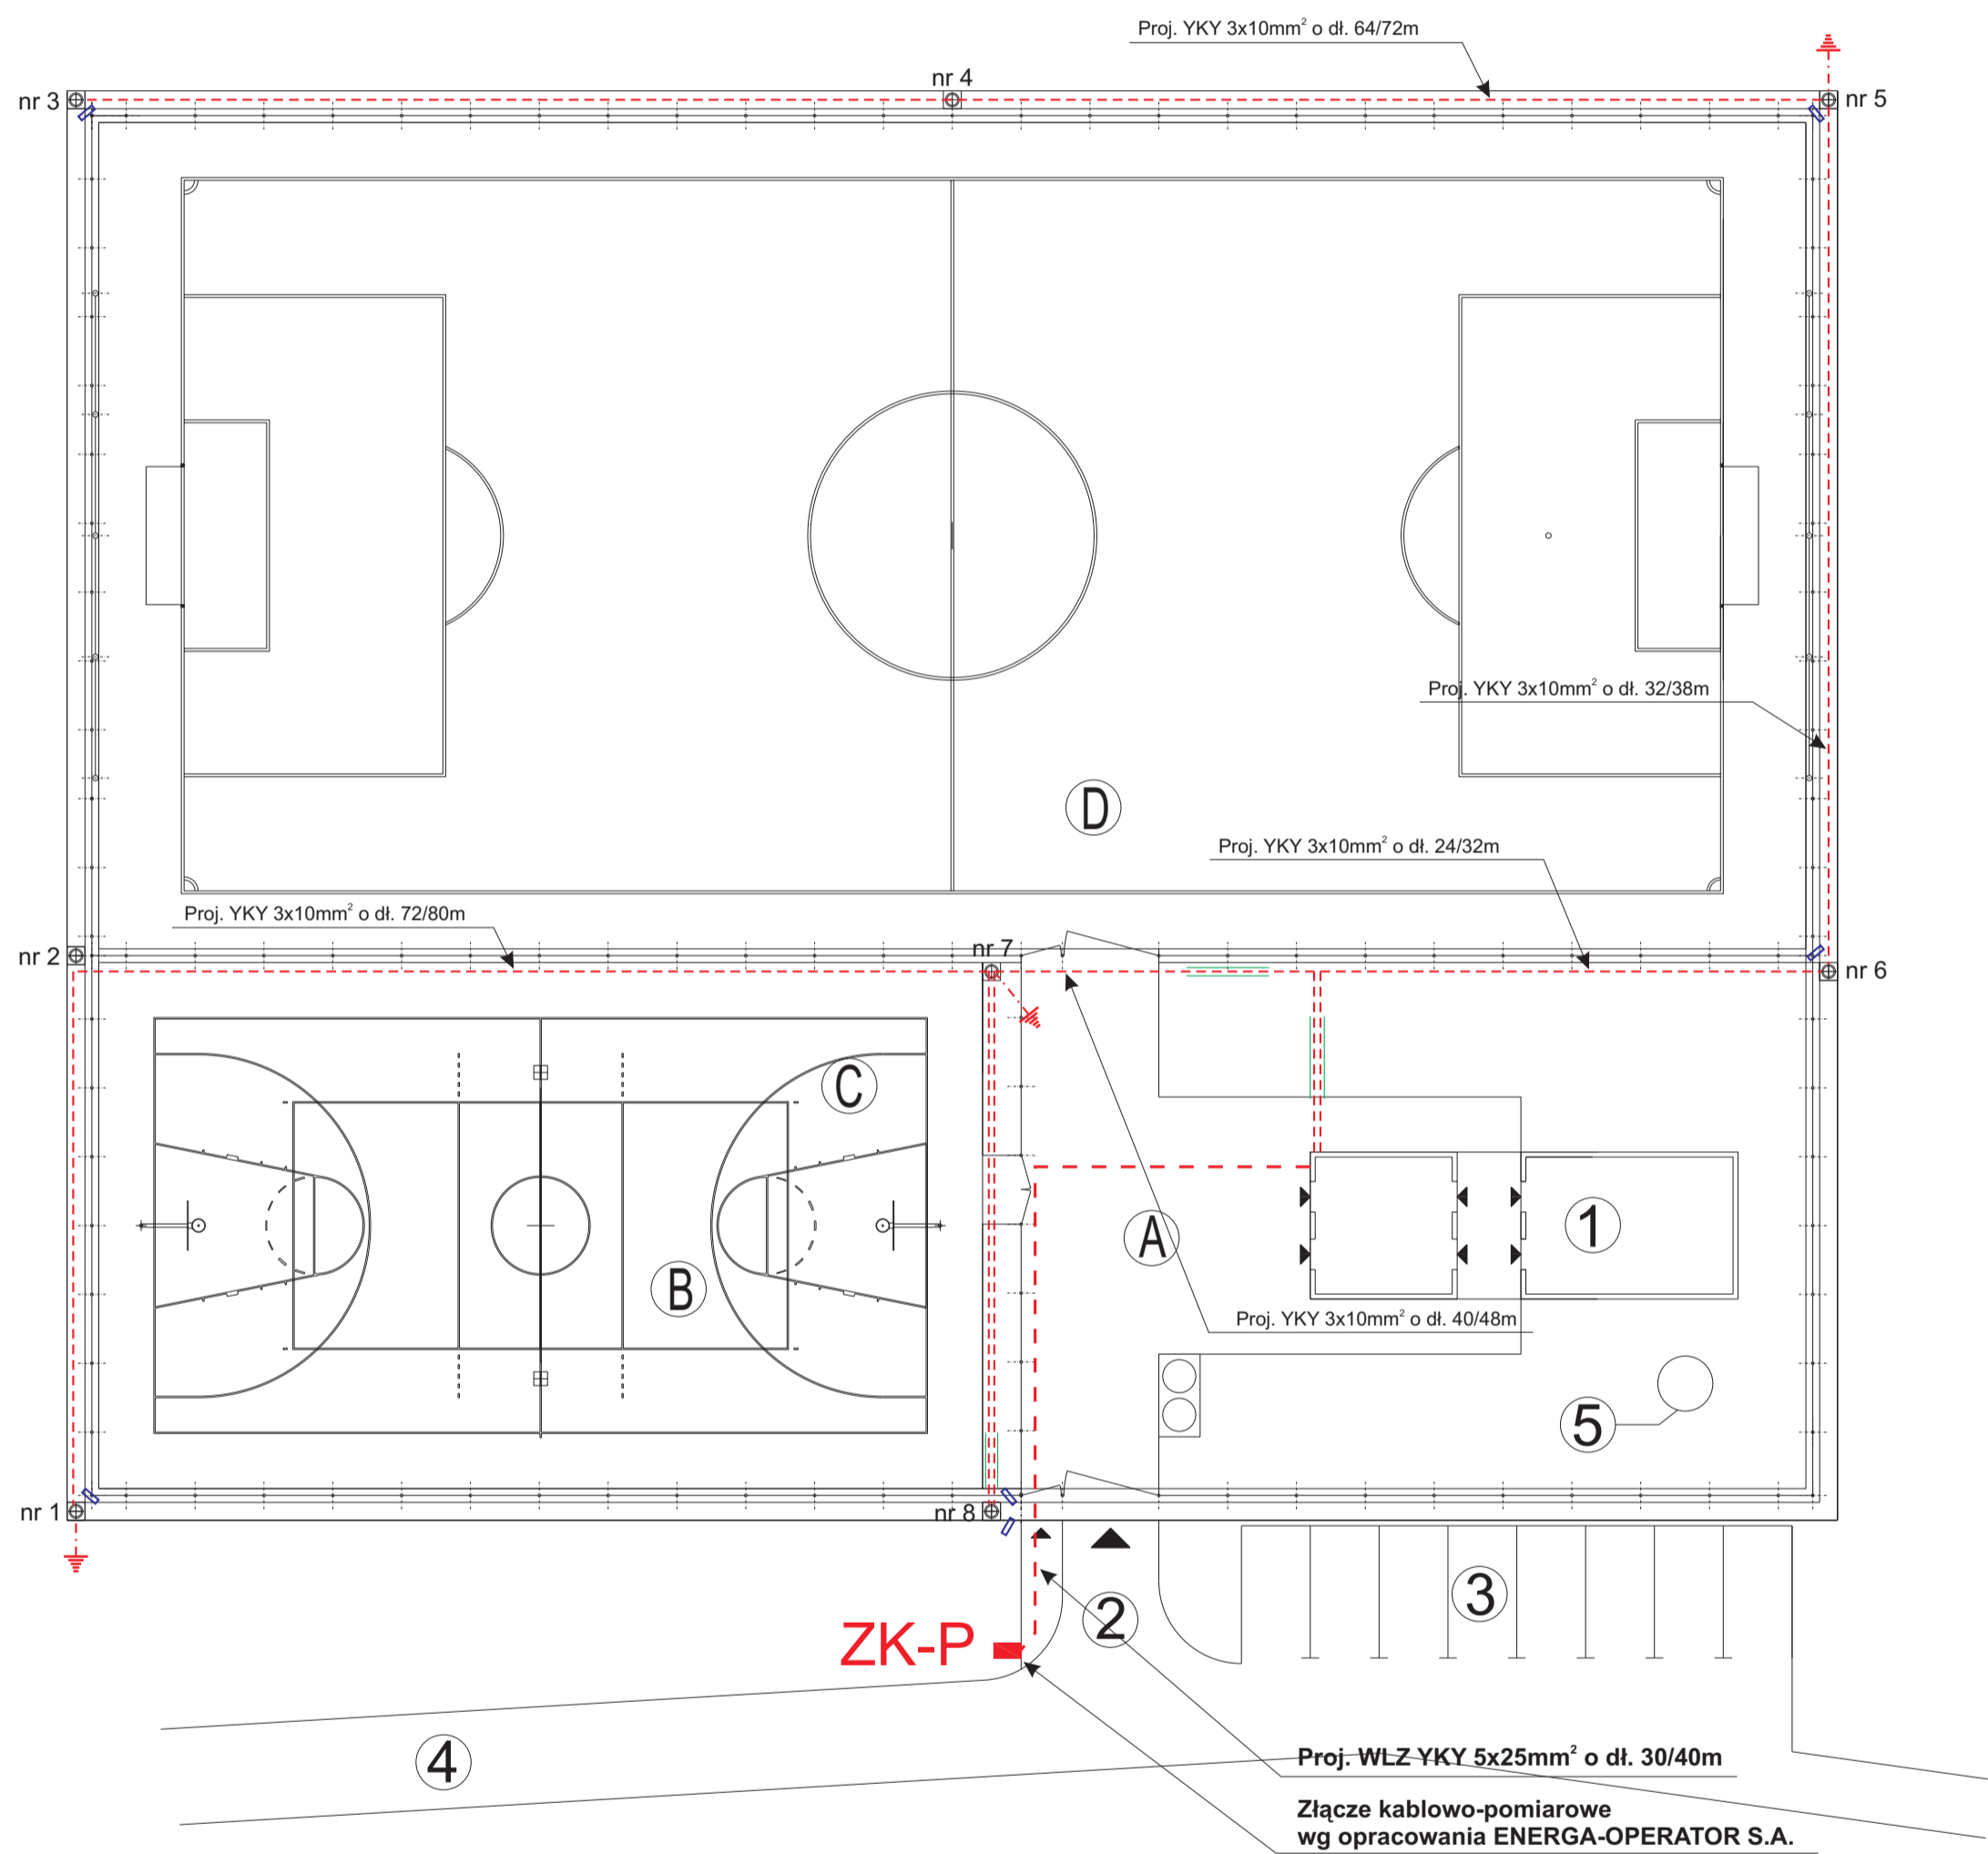 Proj. YKY 3x10mm² o dł. 64/72m
nr 3
nr 4
nr 5
Proj. YKY 3x10mm² o dł. 32/38m
D
Proj. YKY 3x10mm² o dł. 24/32m
Proj. YKY 3x10mm² o dł. 72/80m
nr 2
nr 7
nr 6
C
A
1
B
Proj. YKY 3x10mm² o dł. 40/48m
5
nr 1
nr 8
3
2
ZK-P
4
Proj. WLZ YKY 5x25mm² o dł. 30/40m
Złącze kablowo-pomiarowe
wg opracowania ENERGA-OPERATOR S.A.